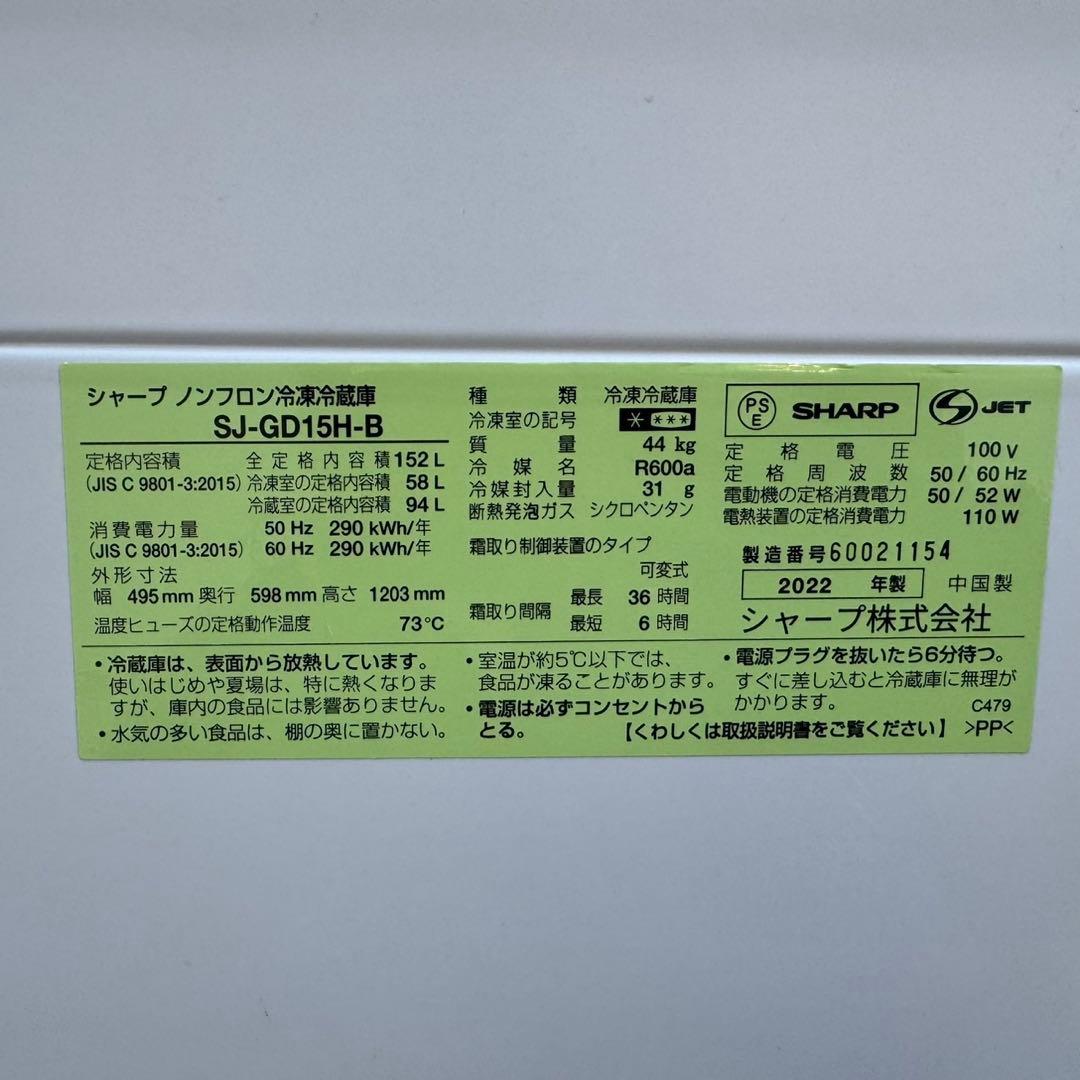 シャープ ノンフロン冷凍冷蔵庫
SJ-GD15H-B
定格内容積 全定格内容積 152 L
(JIS C 9801-3:2015) 冷凍室の定格内容積 58 L
冷蔵室の定格内容積 94 L
消費電力量 50 Hz 290 kWh/年
(JIS C 9801-3:2015) 60 Hz 290 kWh/年
外形寸法
幅 495 mm 奥行 598 mm 高さ 1203 mm
温度ヒューズの定格動作温度 73℃
種類 冷凍冷蔵庫
冷凍室の記号 * ***
質量 44 kg
冷媒名 R600a
冷媒封入量 31 g
断熱発泡ガス シクロペンタン
霜取り制御装置のタイプ
可変式
霜取り間隔 最長 36 時間
最短 6 時間
PSE SHARP S JET
定格電圧 100 V
定格周波数 50 / 60 Hz
電動機の定格消費電力 50 / 52 W
電熱装置の定格消費電力 110 W
製造番号 60021154
2022 年製 中国製
シャープ株式会社
・冷蔵庫は、表面から放熱しています。
使いはじめや夏場は、特に熱くなりま
すが、庫内の食品には影響ありません。
・水気の多い食品は、棚の奥に置かない。
・室温が約5℃以下では、
食品が凍ることがあります。
・電源は必ずコンセントから
とる。
・電源プラグを抜いたら6分待つ。
すぐに差し込むと冷蔵庫に無理が
かかります。 C479
【くわしくは取扱説明書をご覧ください】 >PP<